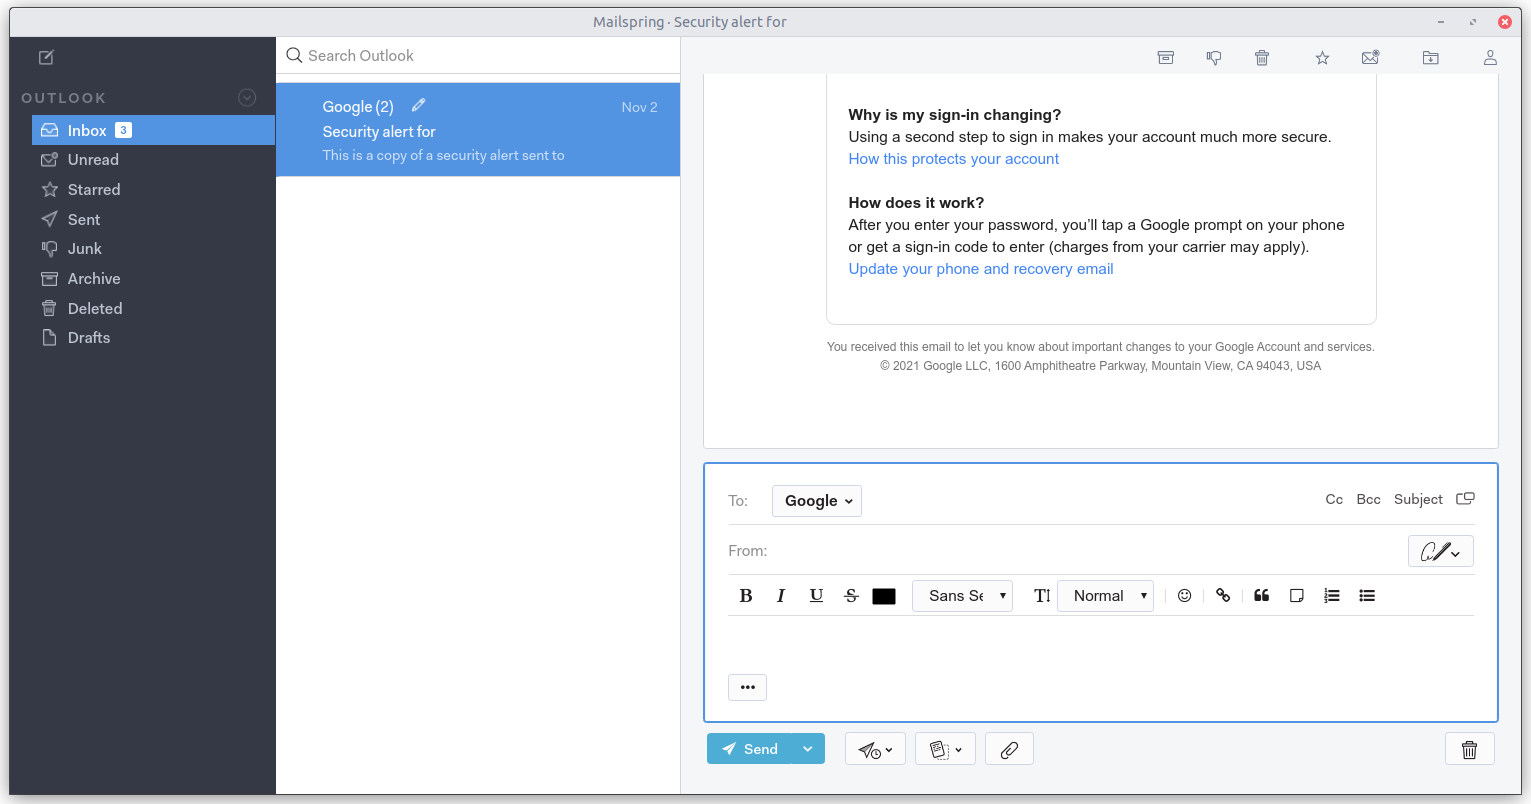 Mailspring · Security alert for
Search Outlook
OUTLOOK
Inbox 3
Unread
Starred
Sent
Junk
Archive
Deleted
Drafts
Google (2) Nov 2
Security alert for
This is a copy of a security alert sent to
Why is my sign-in changing?
Using a second step to sign in makes your account much more secure.
How this protects your account
How does it work?
After you enter your password, you’ll tap a Google prompt on your phone
or get a sign-in code to enter (charges from your carrier may apply).
Update your phone and recovery email
You received this email to let you know about important changes to your Google Account and services.
© 2021 Google LLC, 1600 Amphitheatre Parkway, Mountain View, CA 94043, USA
To: Google Cc Bcc Subject
From:
B I U S Sans Se T Normal
Send